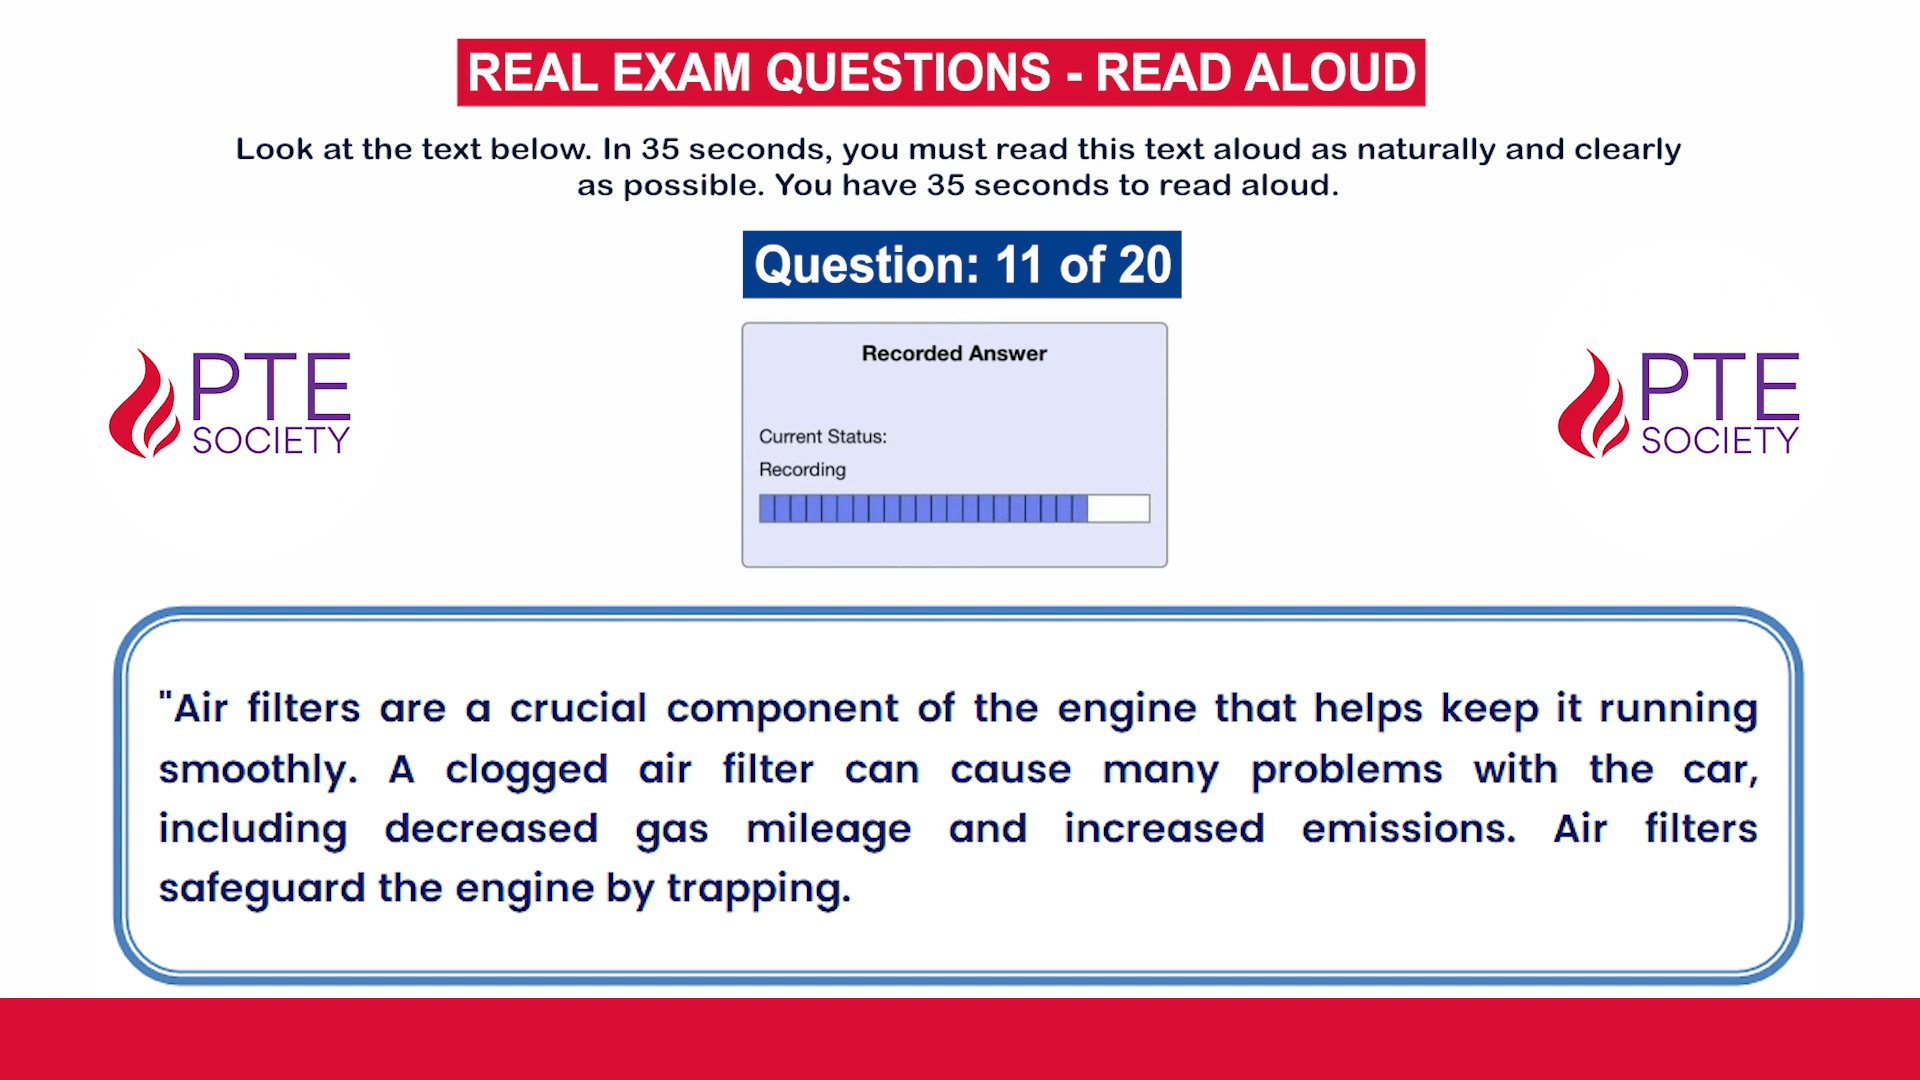 REAL EXAM QUESTIONS - READ ALOUD
Look at the text below. In 35 seconds, you must read this text aloud as naturally and clearly
as possible. You have 35 seconds to read aloud.
Question: 11 of 20
PTE
SOCIETY
Recorded Answer
Current Status:
Recording
PTE
SOCIETY
"Air filters are a crucial component of the engine that helps keep it running
smoothly. A clogged air filter can cause many problems with the car,
including decreased gas mileage and increased emissions. Air filters
safeguard the engine by trapping.